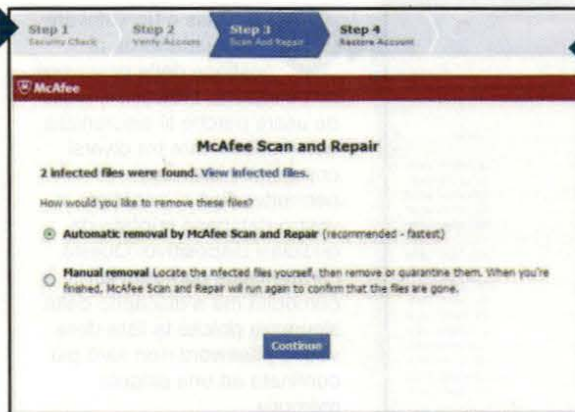 Step 1
Security Check
Step 2
Verify Account
Step 3
Scan And Repair
Step 4
Restore Account
McAfee
McAfee Scan and Repair
2 infected files were found. View infected files.
How would you like to remove these files?
Automatic removal by McAfee Scan and Repair (recommended - fastest)
Manual removal Locate the infected files yourself, then remove or quarantine them. When you're
finished, McAfee Scan and Repair will run again to confirm that the files are gone.
Continue